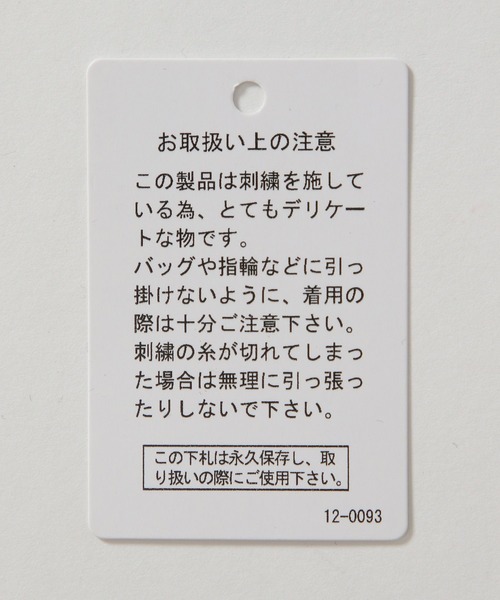 お取扱い上の注意
この製品は刺繍を施して
いる為、とてもデリケー
トな物です。
バッグや指輪などに引っ
掛けないように、着用の
際は十分ご注意下さい。
刺繍の糸が切れてしまっ
た場合は無理に引っ張っ
たりしないで下さい。
この下札は永久保存し、取
り扱いの際にご使用下さい。
12-0093